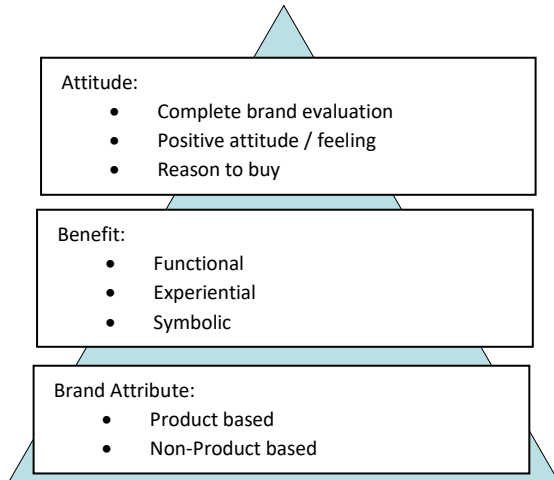 Attitude:
• Complete brand evaluation
• Positive attitude / feeling
• Reason to buy
Benefit:
• Functional
• Experiential
• Symbolic
Brand Attribute:
• Product based
• Non-Product based